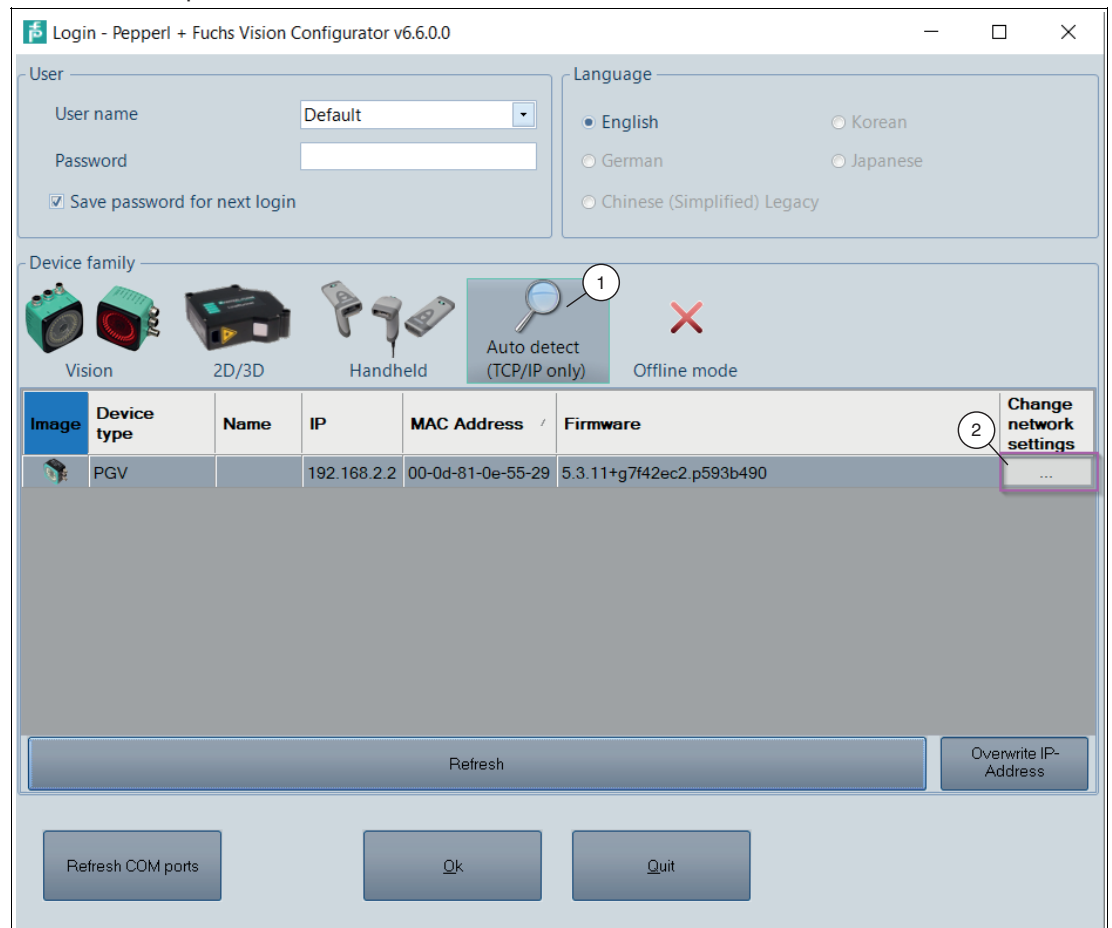 Login - Pepperl + Fuchs Vision Configurator v6.6.0.0
User
User name
Default
Password
Save password for next login
Language
English
Korean
German
Japanese
Chinese (Simplified) Legacy
Device family
Vision
2D/3D
Handheld
Auto detect
(TCP/IP only)
Offline mode
1
Image
Device
type
Name
IP
MAC Address
Firmware
Change
network
settings
2
PGV
192.168.2.2
00-0d-81-0e-55-29
5.3.11+g7f42ec2.p593b490
...
Refresh
Overwrite IP-
Address
Refresh COM ports
Ok
Quit